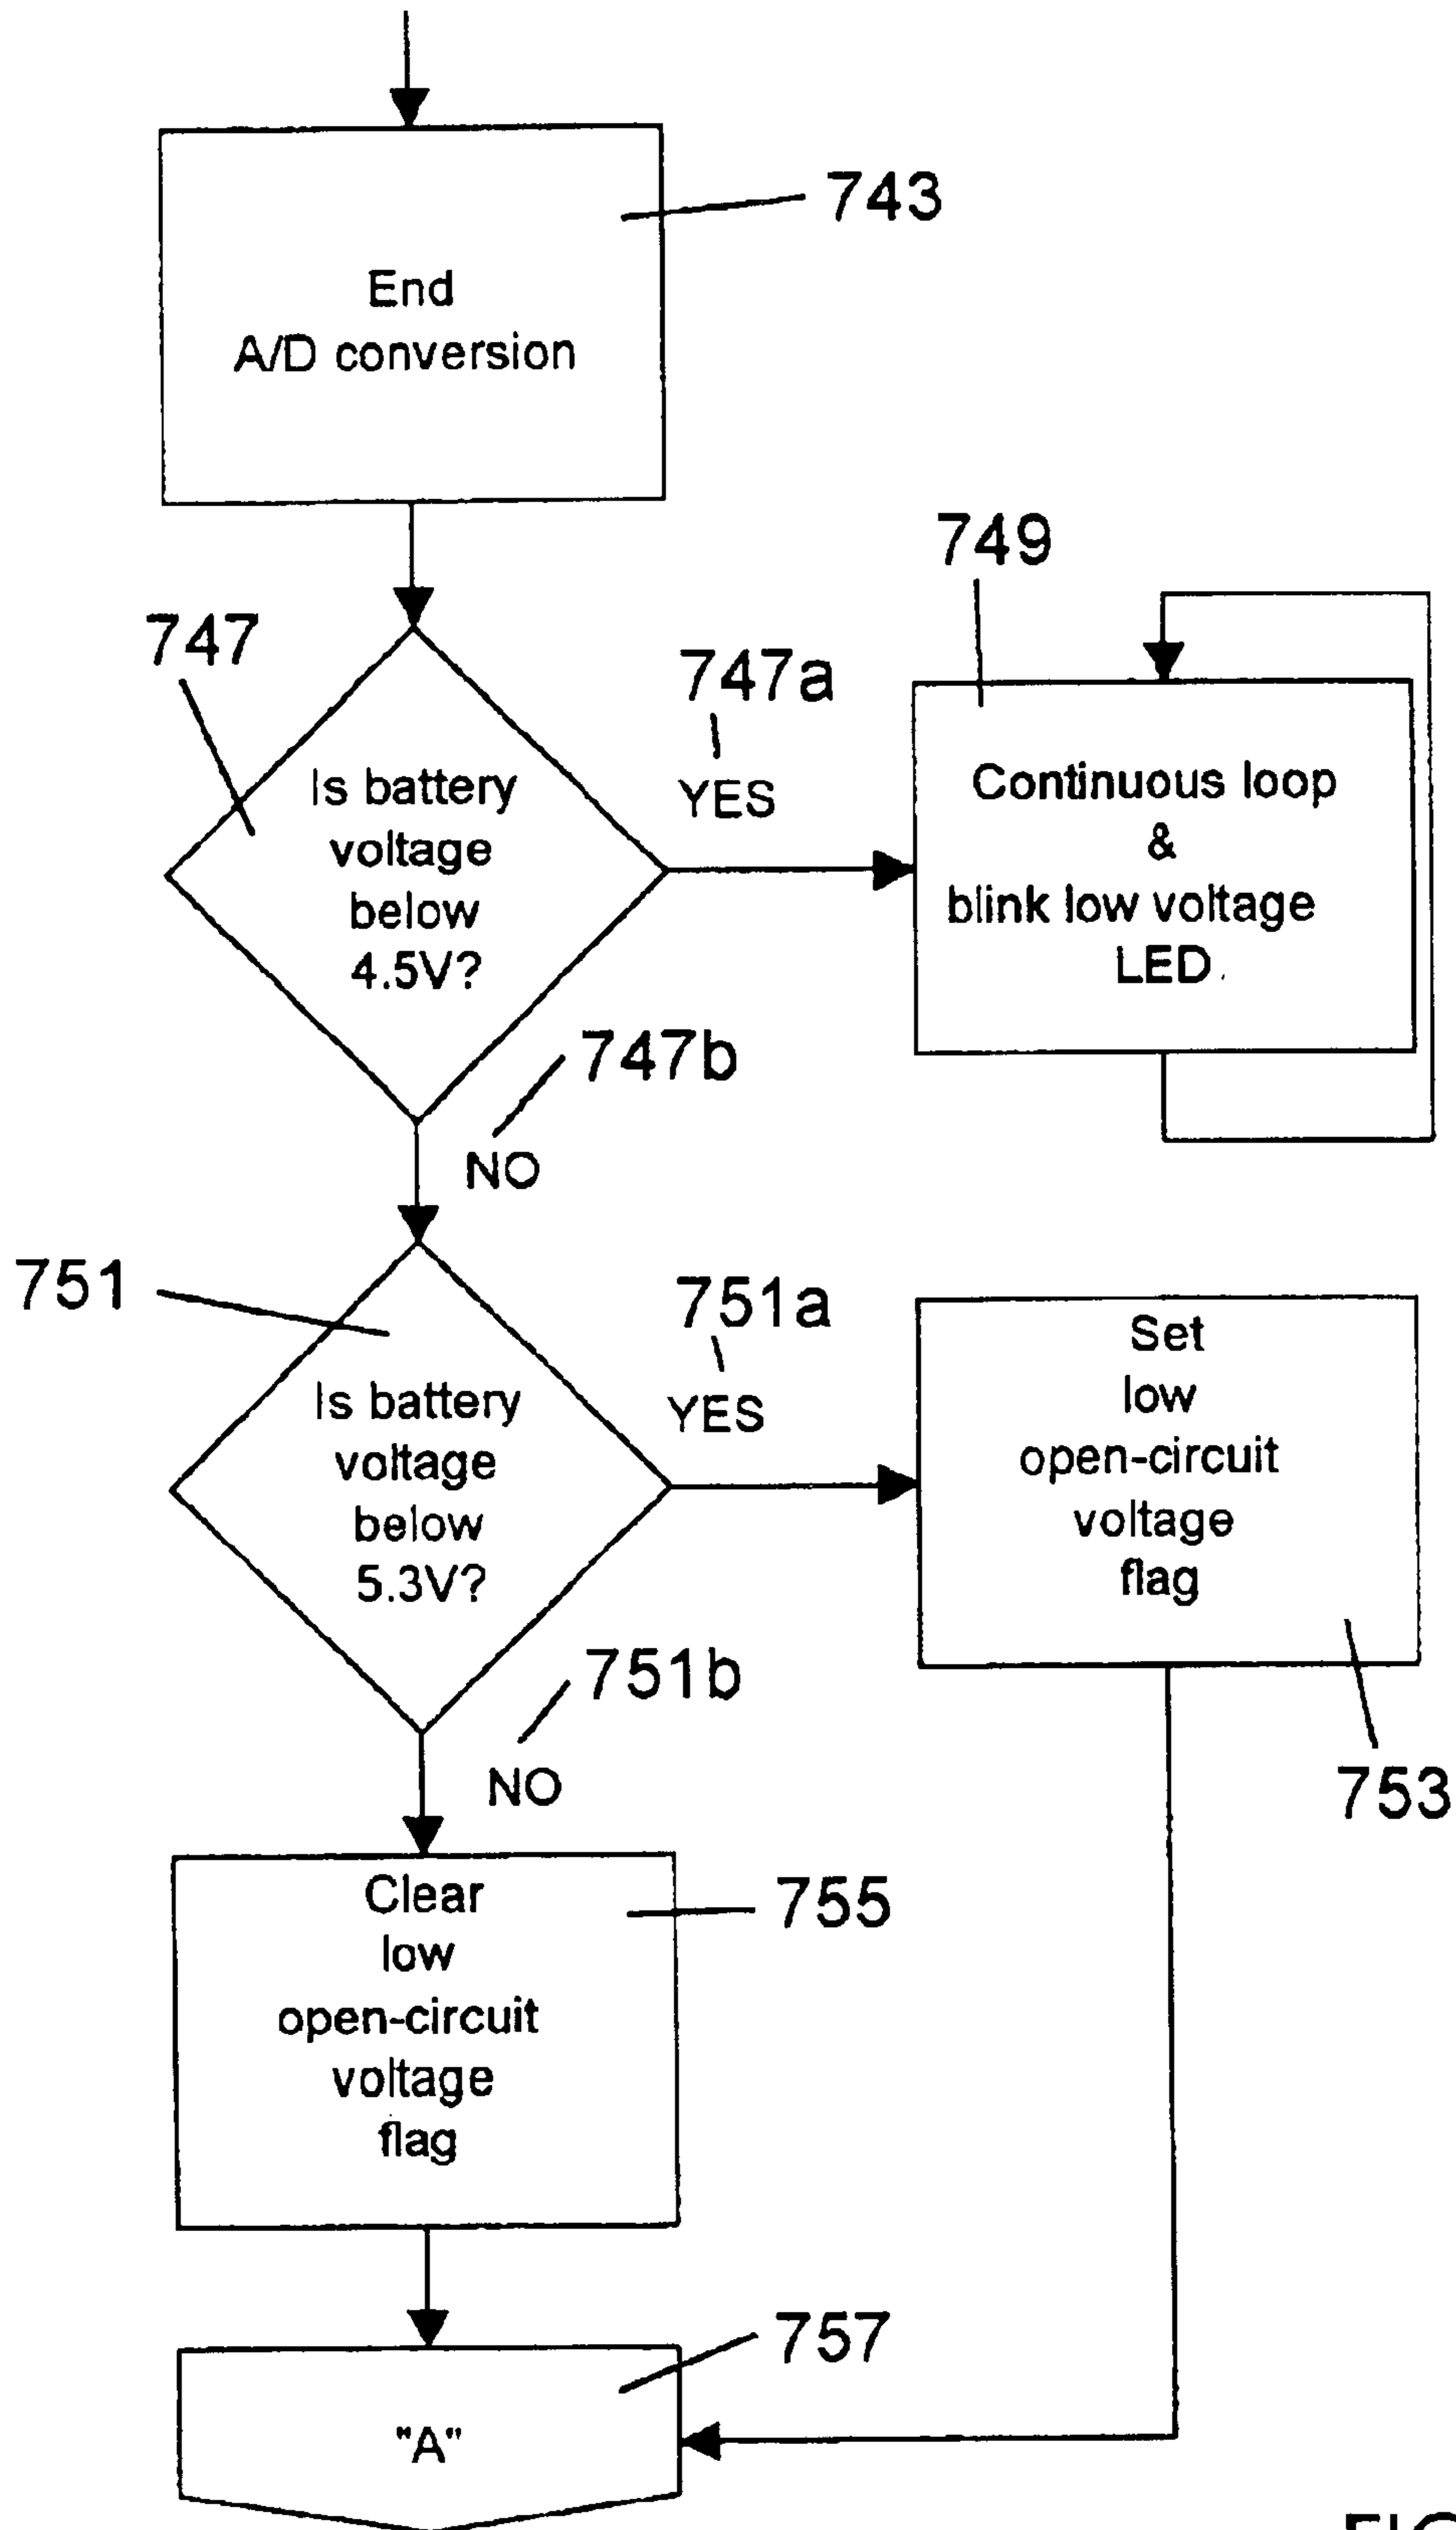 743
End
A/D conversion
749
747
747a
YES
Is battery
voltage
below
4.5V?
Continuous loop
&
blink low voltage
LED
747b
NO
751
751a
YES
Is battery
voltage
below
5.3V?
Set
low
open-circuit
voltage
flag
751b
NO
753
Clear
low
open-circuit
voltage
flag
755
757
"A"